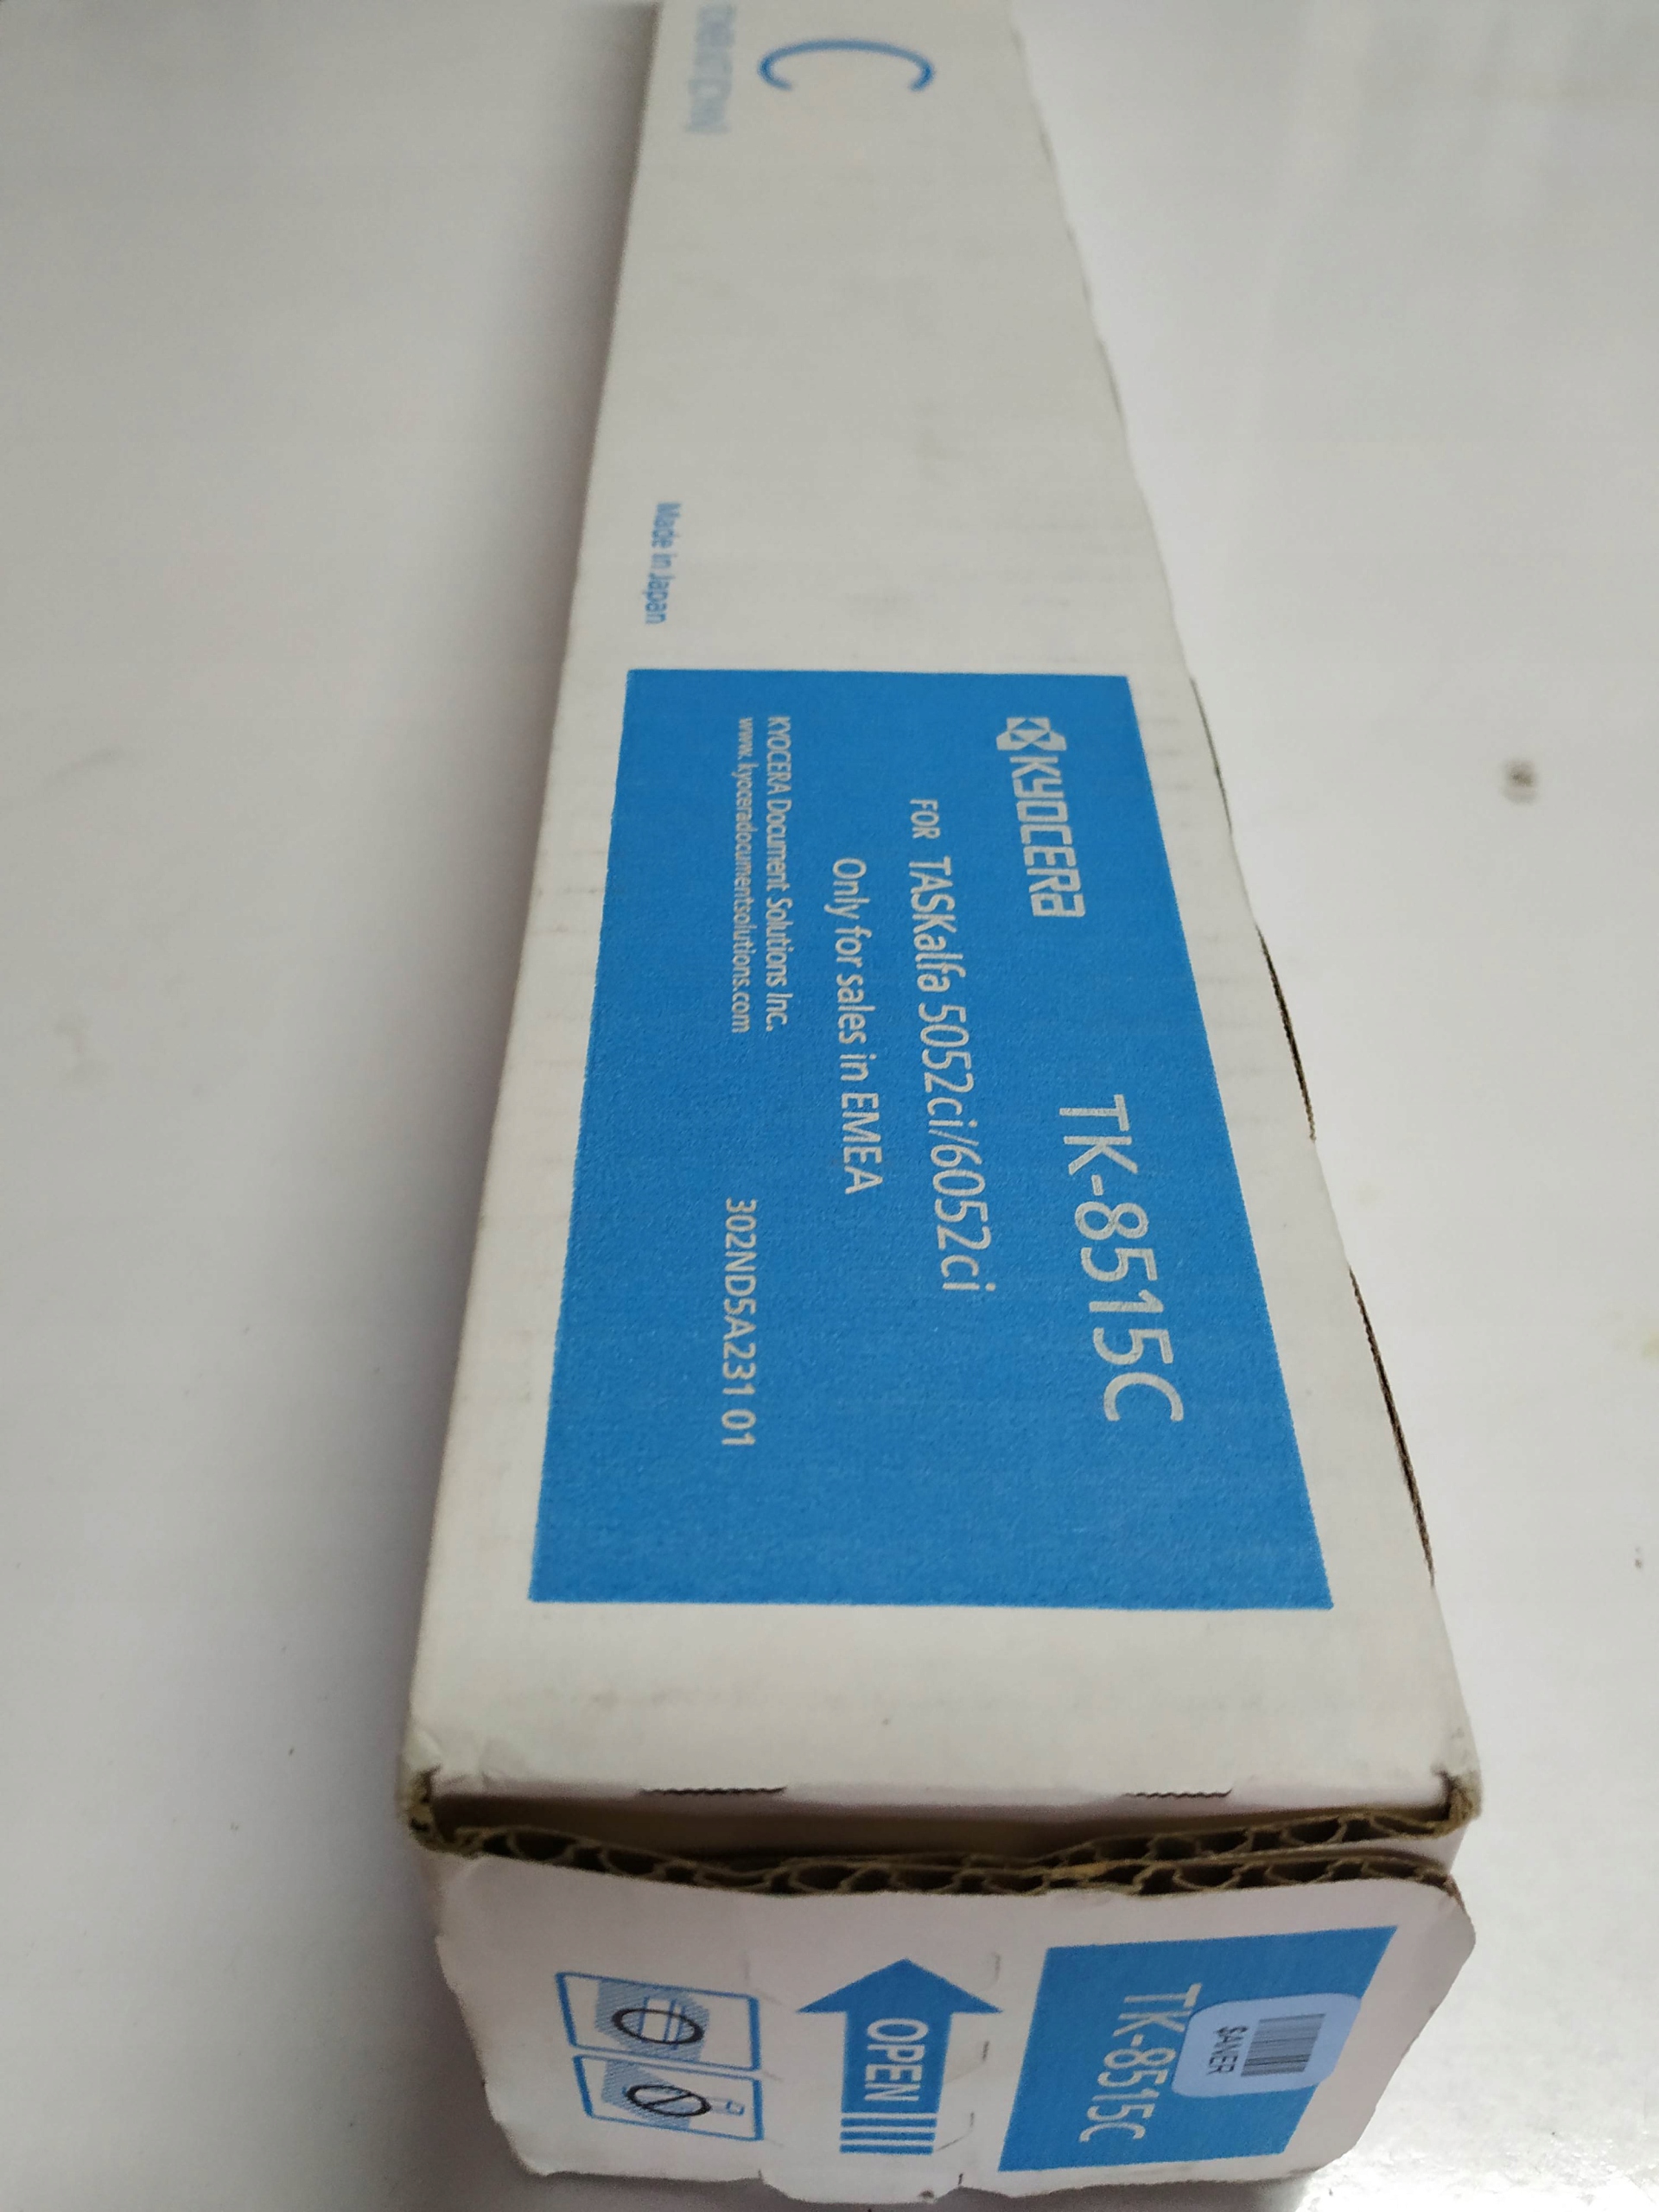 C
Made in Japan
KYOCERA
TK-8515C
FOR TASKalfa 5052ci/6052ci
Only for sales in EMEA
KYOCERA Document Solutions Inc.
www.kyoceradocumentsolutions.com
302ND5A231 01
TK-8515C
SANER
OPEN